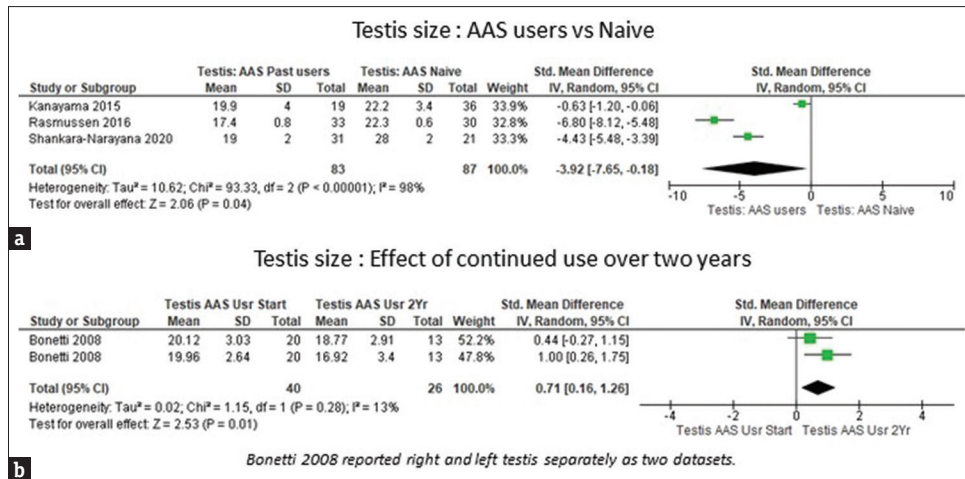 Testis size : AAS users vs Naive
Testis: AAS Past users Testis: AAS Naive Std. Mean Difference Std. Mean Difference
Study or Subgroup Mean SD Total Mean SD Total Weight IV, Random, 95% CI IV, Random, 95% CI
Kanayama 2015 19.9 4 19 22.2 3.4 36 33.9% -0.63 [-1.20, -0.06]
Rasmussen 2016 17.4 0.8 33 22.3 0.6 30 32.8% -6.80 [-8.12, -5.48]
Shankara-Narayana 2020 19 2 31 28 2 21 33.3% -4.43 [-5.48, -3.39]
Total (95% CI) 83 87 100.0% -3.92 [-7.65, -0.18]
Heterogeneity: Tau² = 10.62; Chi² = 93.33, df = 2 (P < 0.00001); I² = 98%
Test for overall effect: Z = 2.06 (P = 0.04)
-10 -5 0 5 10
Testis: AAS users Testis: AAS Naive
a
Testis size : Effect of continued use over two years
Testis AAS Usr Start Testis AAS Usr 2Yr Std. Mean Difference Std. Mean Difference
Study or Subgroup Mean SD Total Mean SD Total Weight IV, Random, 95% CI IV, Random, 95% CI
Bonetti 2008 20.12 3.03 20 18.77 2.91 13 52.2% 0.44 [-0.27, 1.15]
Bonetti 2008 19.96 2.64 20 16.92 3.4 13 47.8% 1.00 [0.26, 1.75]
Total (95% CI) 40 26 100.0% 0.71 [0.16, 1.26]
Heterogeneity: Tau² = 0.02; Chi² = 1.15, df = 1 (P = 0.28); I² = 13%
Test for overall effect: Z = 2.53 (P = 0.01)
-4 -2 0 2 4
Testis AAS Usr Start Testis AAS Usr 2Yr
b
Bonetti 2008 reported right and left testis separately as two datasets.